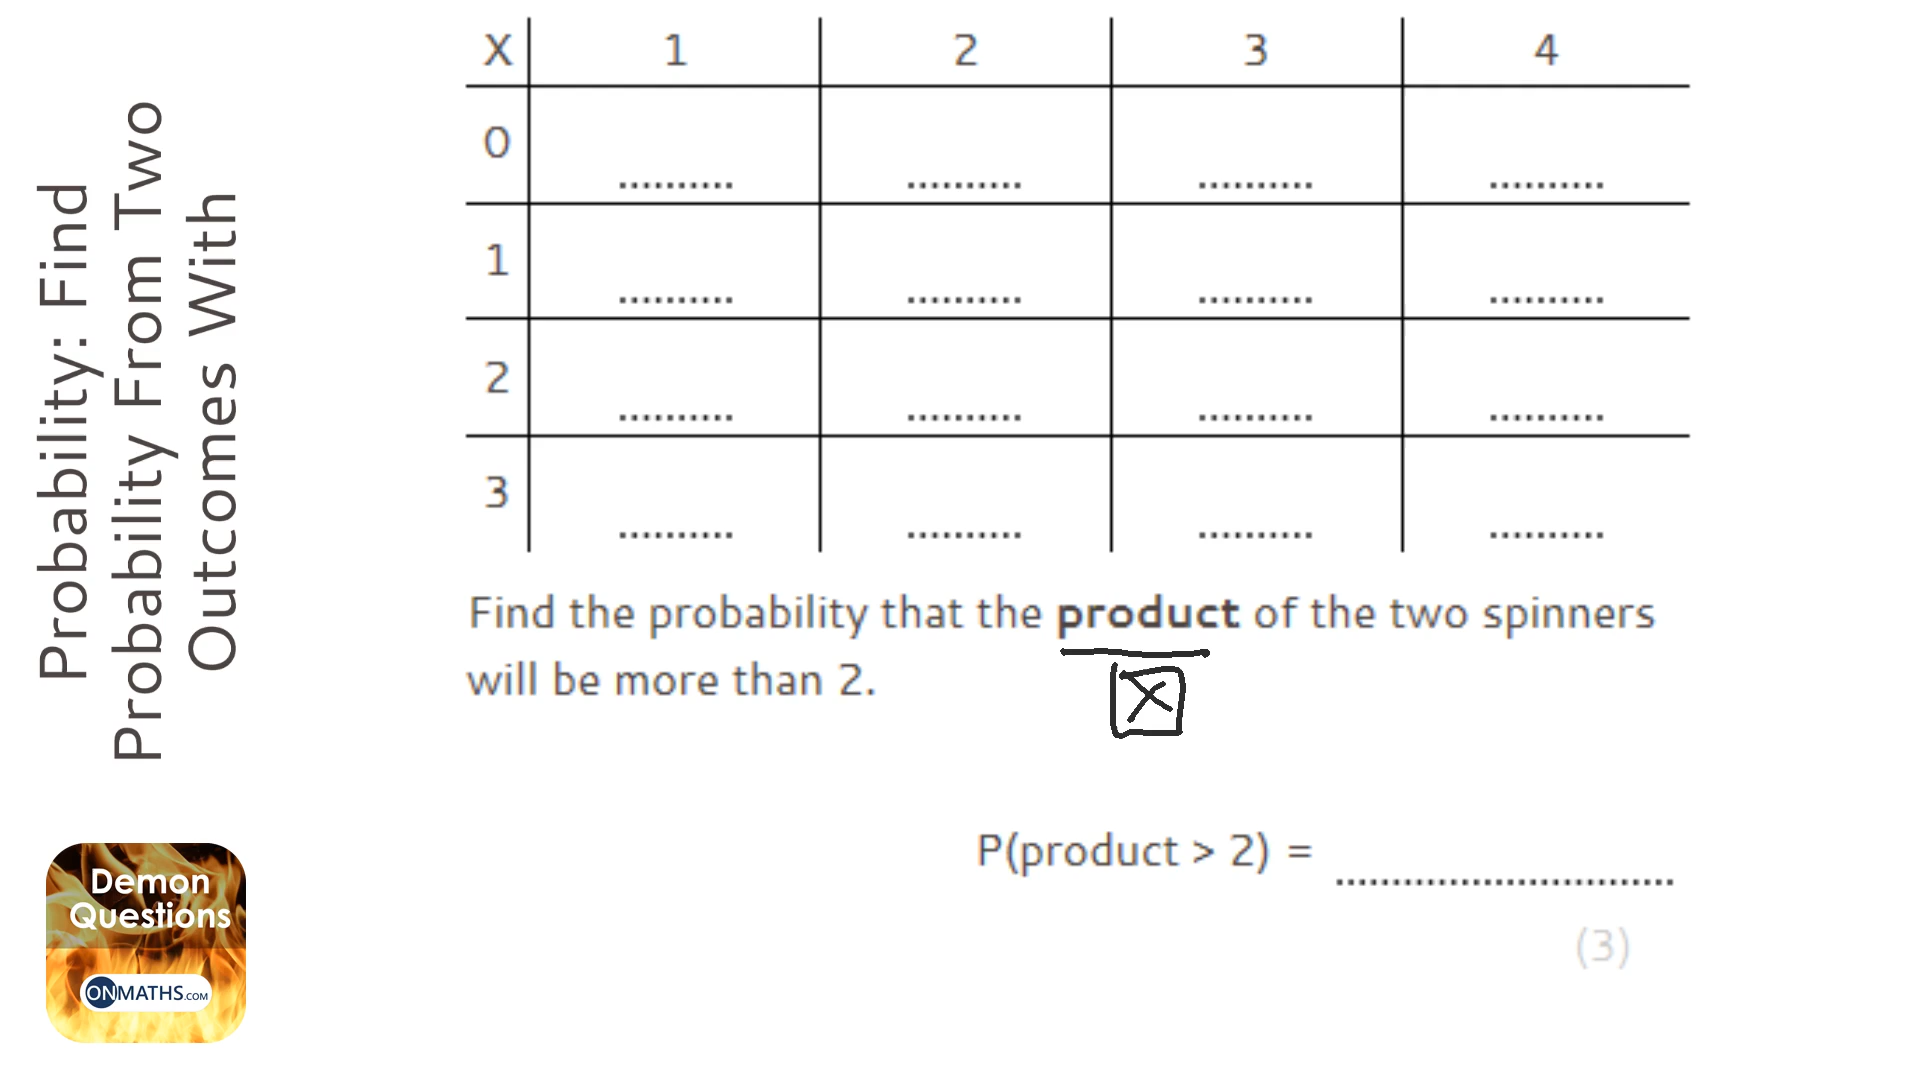 Probability: Find
Probability From Two
Outcomes With
X 1 2 3 4
0 .......... .......... .......... ..........
1 .......... .......... .......... ..........
2 .......... .......... .......... ..........
3 .......... .......... .......... ..........
Find the probability that the product of the two spinners
will be more than 2.
X
P(product > 2) = ..............................
(3)
Demon
Questions
ONMATHS.COM